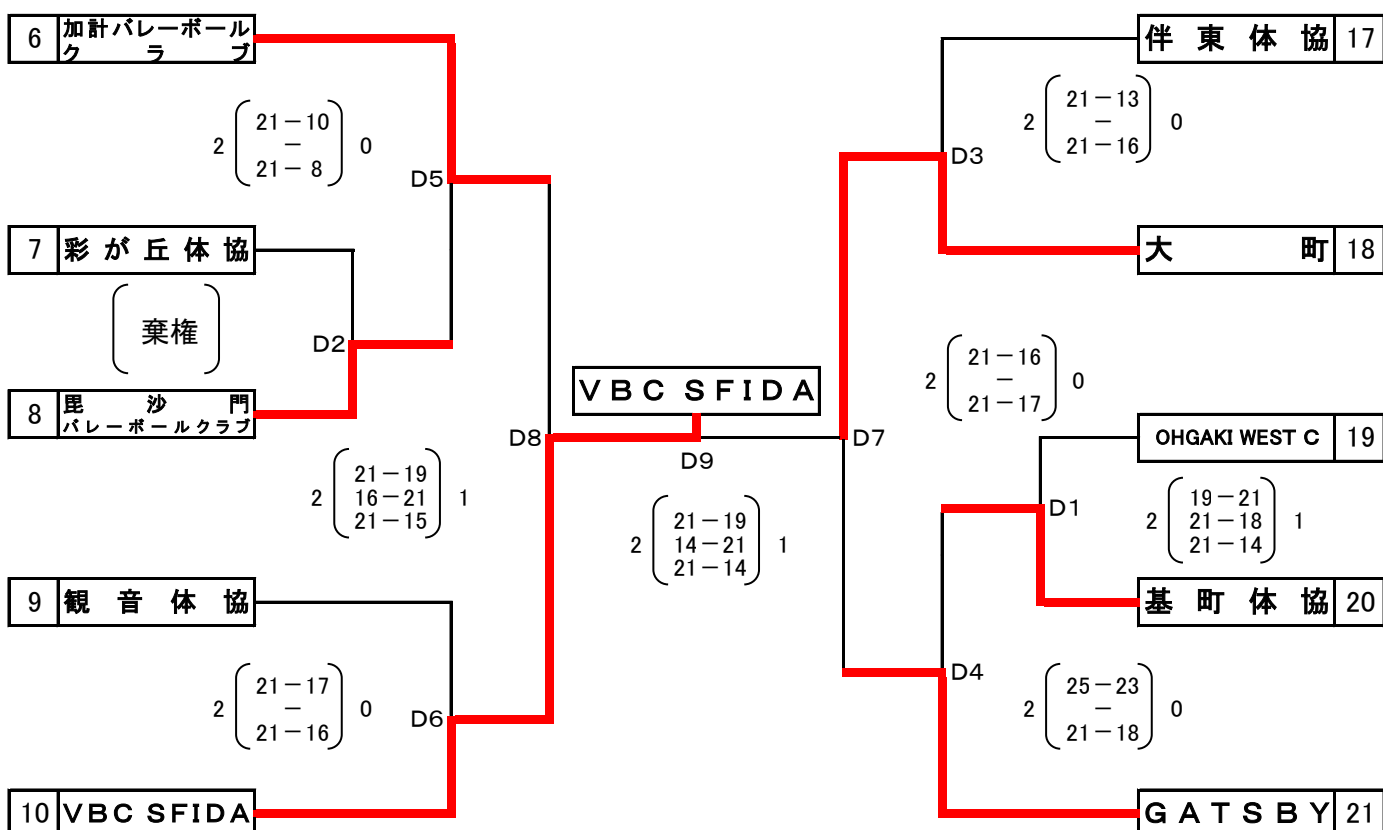 6 加計バレーボール
クラブ
21-10
2 - 0
21-8
D5
7 彩が丘体協
棄権
D2
8 毘沙門
バレーボールクラブ
21-19
2 16-21 1
21-15
D8
9 観音体協
21-17
2 - 0
21-16
D6
10 VBC SFIDA
VBC SFIDA
D9
21-19
2 14-21 1
21-14
伴東体協 17
21-13
2 - 0
21-16
D3
大町 18
21-16
2 - 0
21-17
D7
OHGAKI WEST C 19
D1
19-21
2 21-18 1
21-14
基町体協 20
D4
25-23
2 - 0
21-18
GATSBY 21